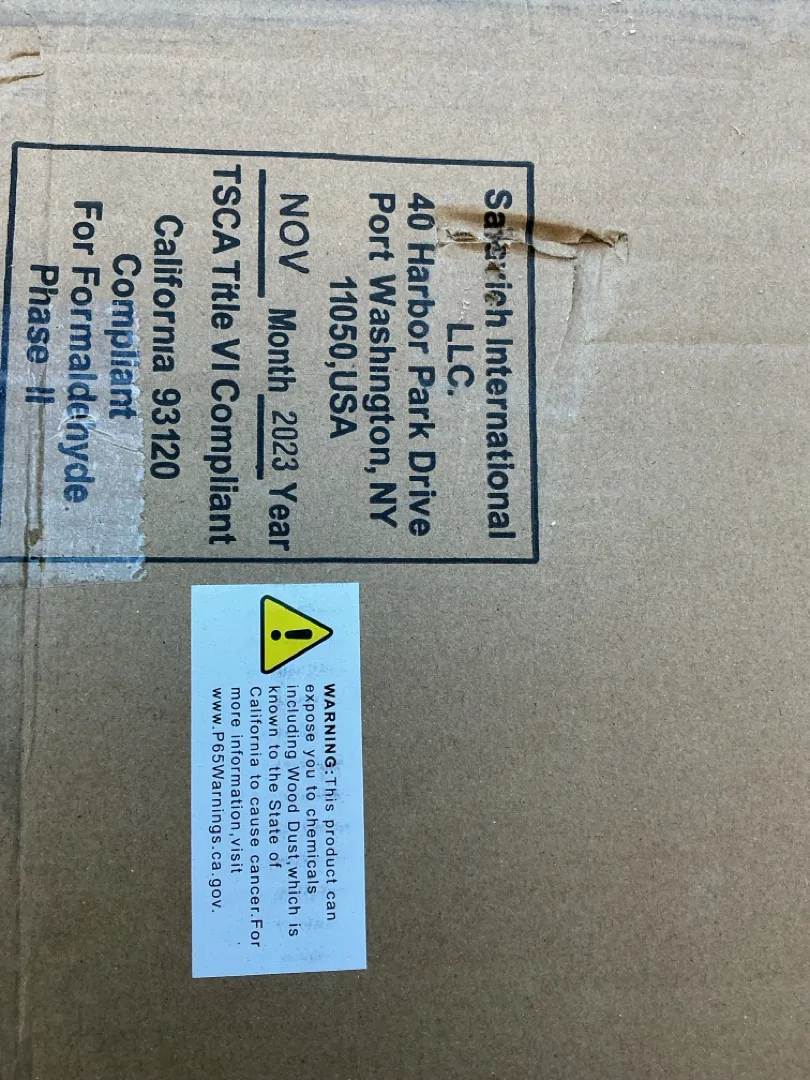 International
LLC.
40 Harbor Park Drive
Port Washington, NY
11050,USA
NOV Month 2023 Year
TSCA Title VI Compliant
California 93120
Compliant
For Formaldehyde
Phase II
WARNING:This product can
expose you to chemicals
including Wood Dust,which is
known to the State of
California to cause cancer.For
more information,visit
www.P65Warnings.ca.gov.